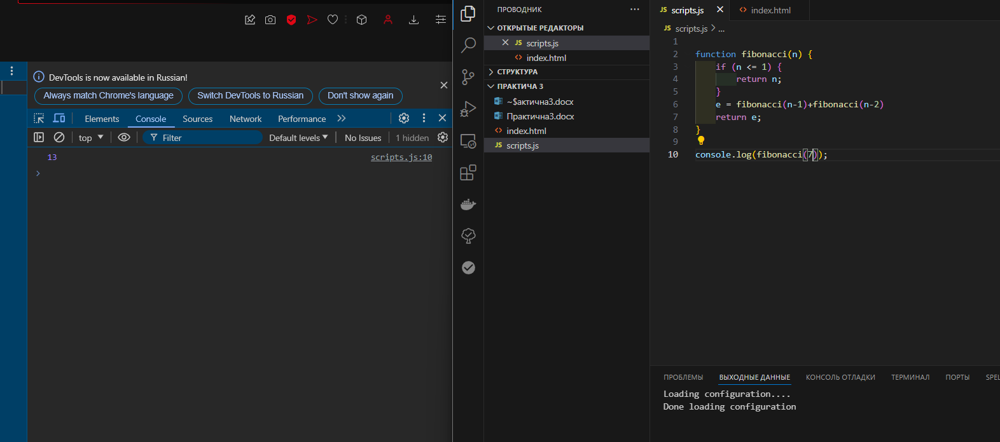 DevTools is now available in Russian!
Always match Chrome's language
Switch DevTools to Russian
Don't show again
Elements
Console
Sources
Network
Performance
top
Filter
Default levels
No Issues
1 hidden
13
scripts.js:10
ПРОВОДНИК
ОТКРЫТЫЕ РЕДАКТОРЫ
JS scripts.js
index.html
СТРУКТУРА
ПРАКТИЧА 3
~$актична3.docx
Практична3.docx
index.html
JS scripts.js
JS scripts.js
index.html
JS scripts.js > ...
1
2 function fibonacci(n) {
3 if (n <= 1) {
4 return n;
5 }
6 e = fibonacci(n-1)+fibonacci(n-2)
7 return e;
8 }
9
10 console.log(fibonacci(7));
ПРОБЛЕМЫ
ВЫХОДНЫЕ ДАННЫЕ
КОНСОЛЬ ОТЛАДКИ
ТЕРМИНАЛ
ПОРТЫ
Loading configuration....
Done loading configuration